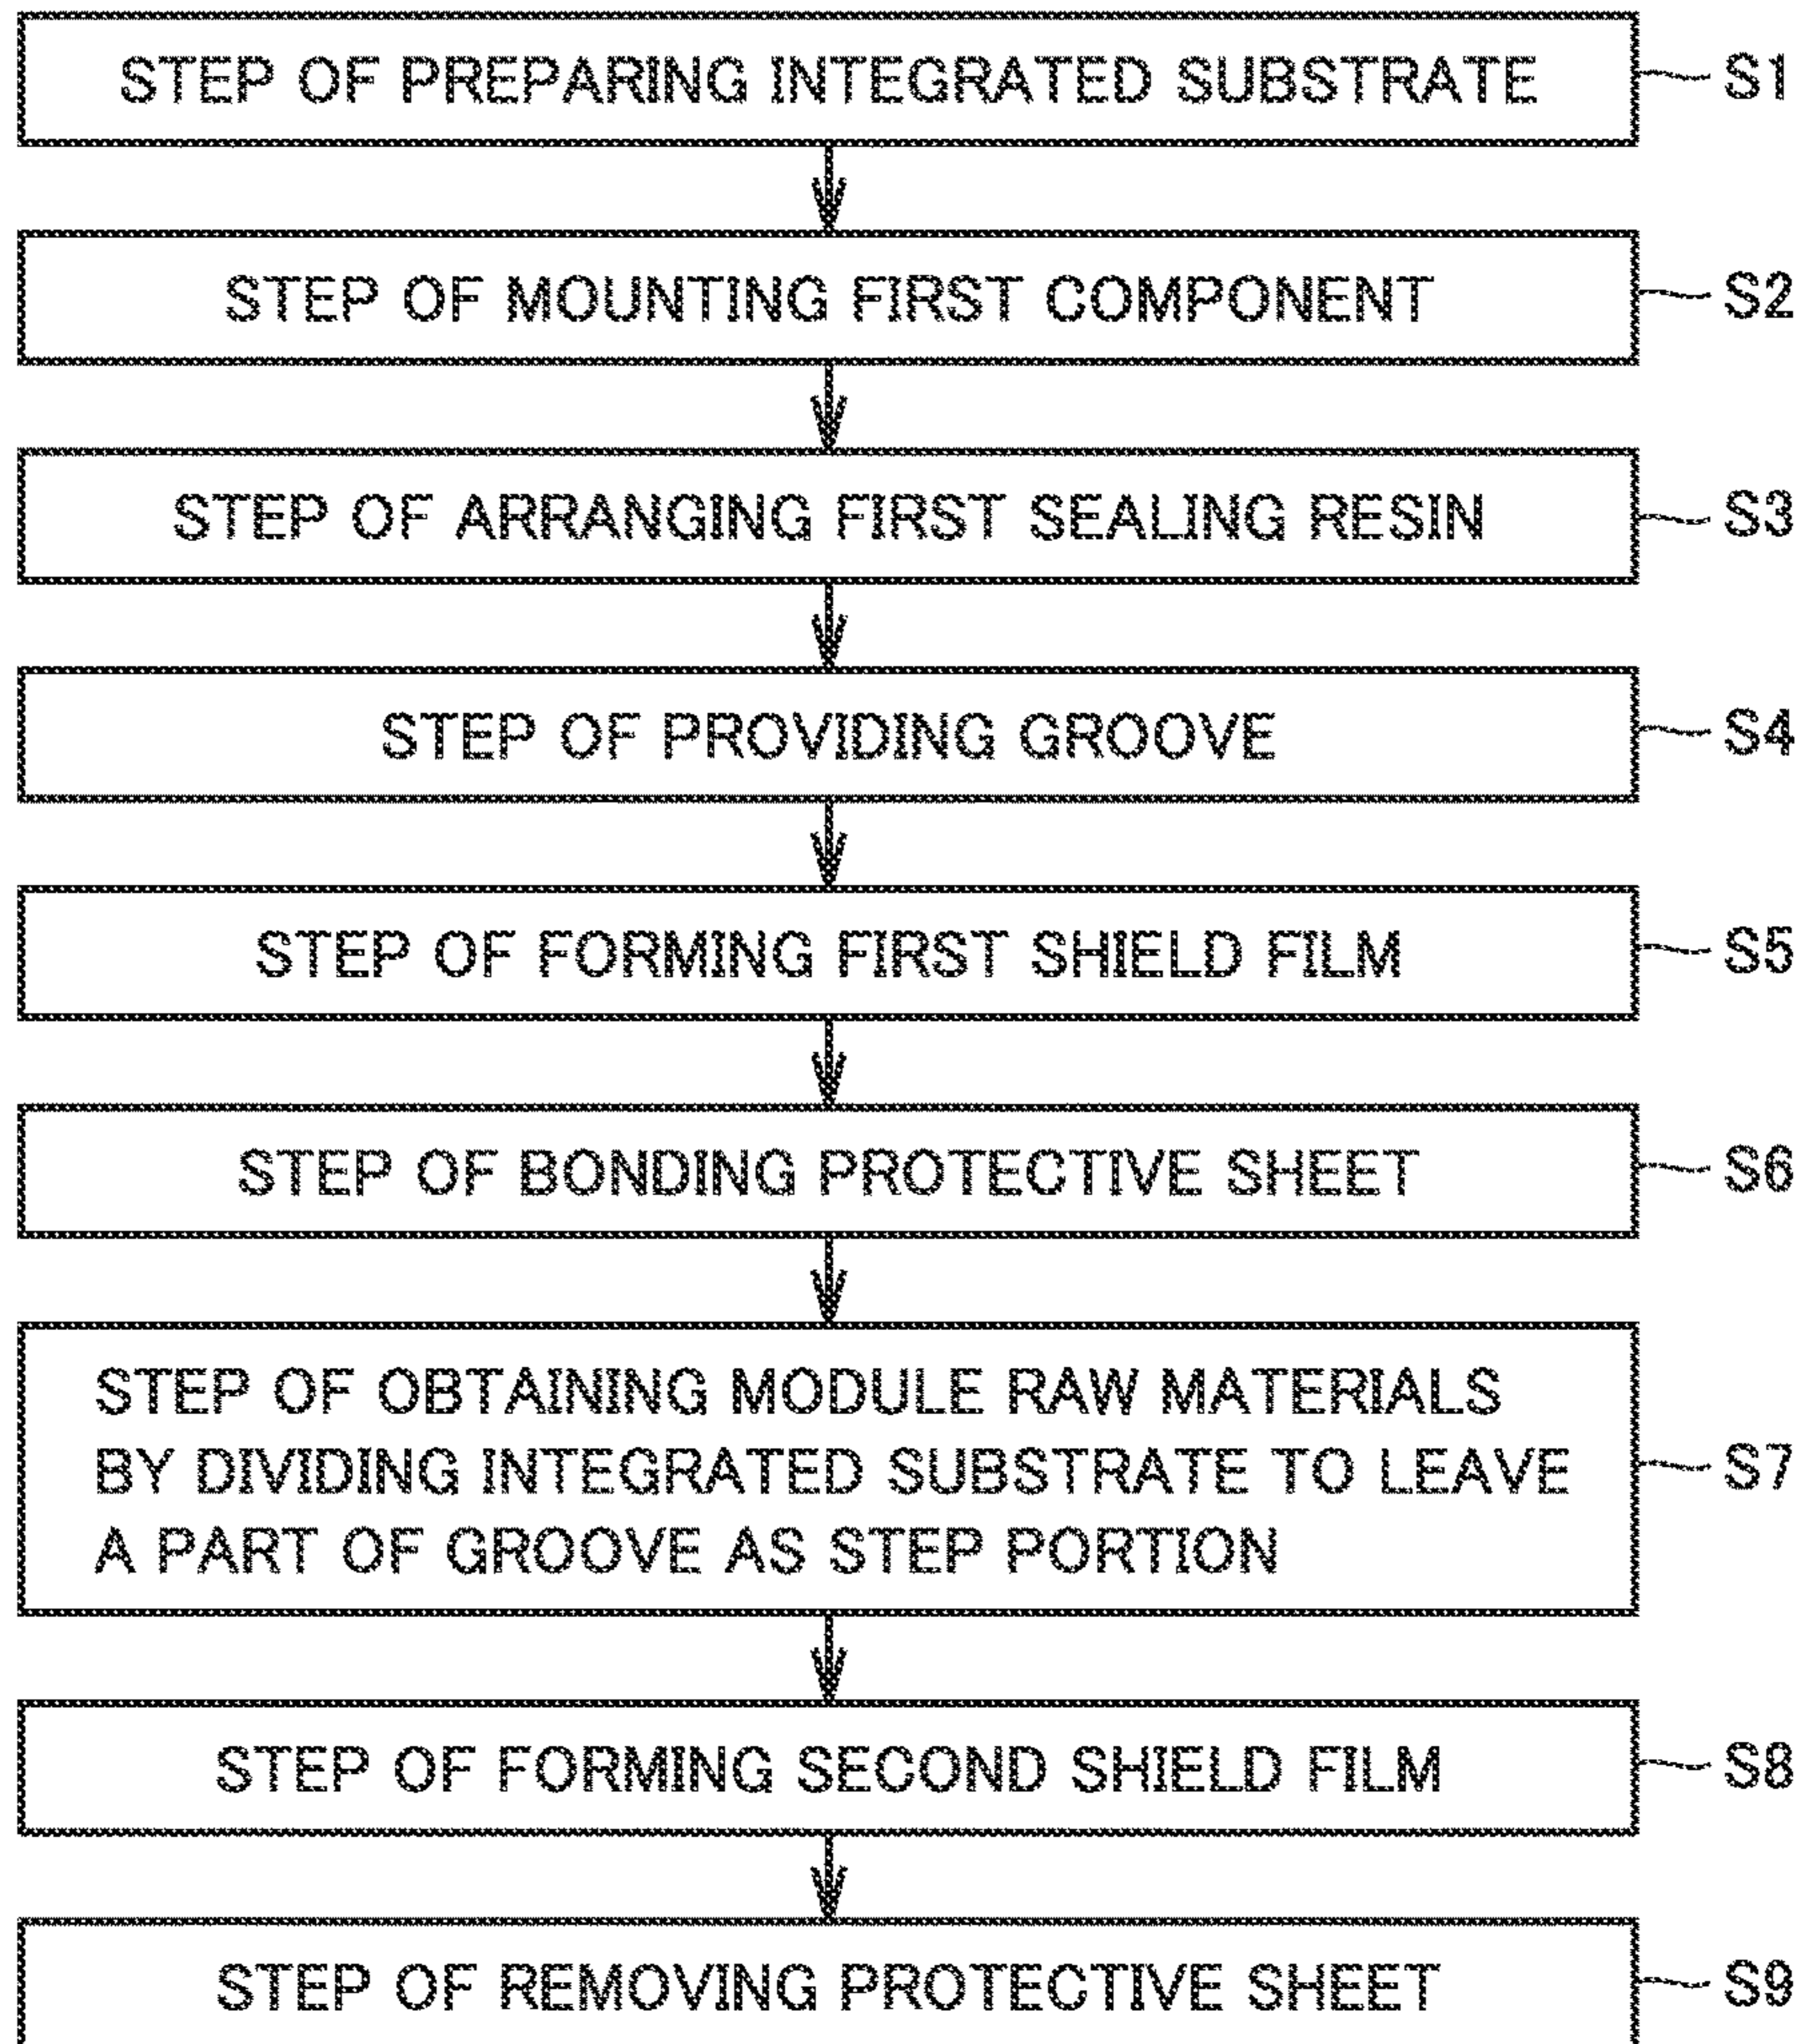 STEP OF PREPARING INTEGRATED SUBSTRATE S1
STEP OF MOUNTING FIRST COMPONENT S2
STEP OF ARRANGING FIRST SEALING RESIN S3
STEP OF PROVIDING GROOVE S4
STEP OF FORMING FIRST SHIELD FILM S5
STEP OF BONDING PROTECTIVE SHEET S6
STEP OF OBTAINING MODULE RAW MATERIALS
BY DIVIDING INTEGRATED SUBSTRATE TO LEAVE S7
A PART OF GROOVE AS STEP PORTION
STEP OF FORMING SECOND SHIELD FILM S8
STEP OF REMOVING PROTECTIVE SHEET S9